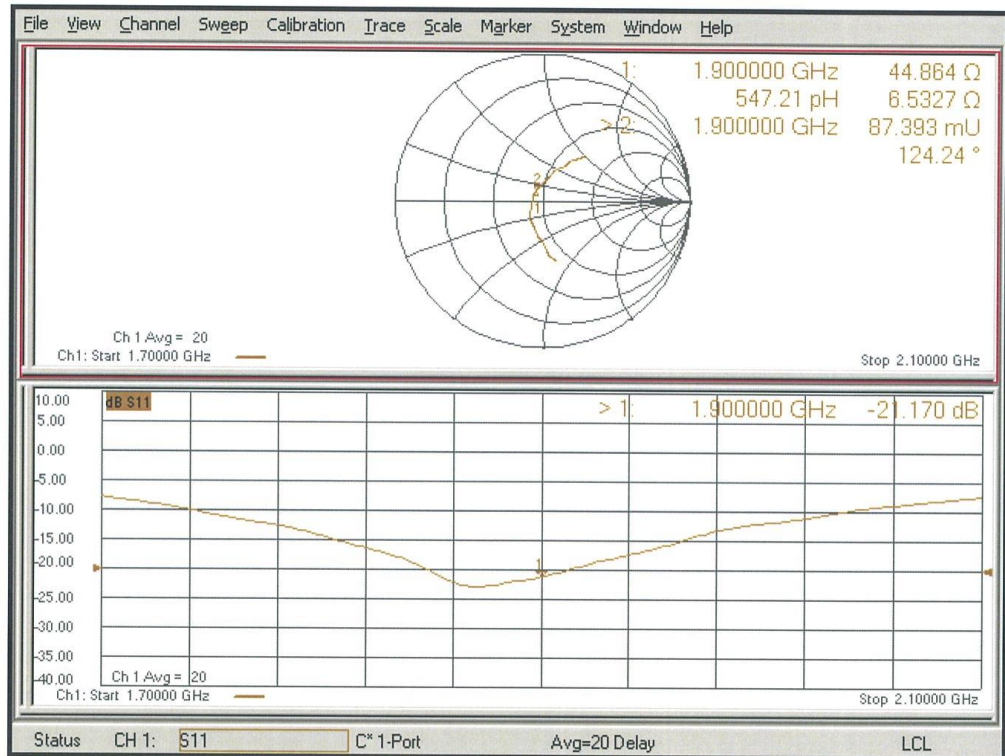 File View Channel Sweep Calibration Trace Scale Marker System Window Help
1: 1.900000 GHz 44.864 Ω
547.21 pH 6.5327 Ω
> 2: 1.900000 GHz 87.393 mU
124.24 °
2
1
Ch 1 Avg = 20
Ch1: Start 1.70000 GHz
Stop 2.10000 GHz
10.00
dB S11
> 1: 1.900000 GHz -21.170 dB
5.00
0.00
-5.00
-10.00
-15.00
-20.00
1
-25.00
-30.00
-35.00
-40.00
Ch 1 Avg = 20
Ch1: Start 1.70000 GHz
Stop 2.10000 GHz
Status CH 1: S11 C* 1-Port Avg=20 Delay LCL